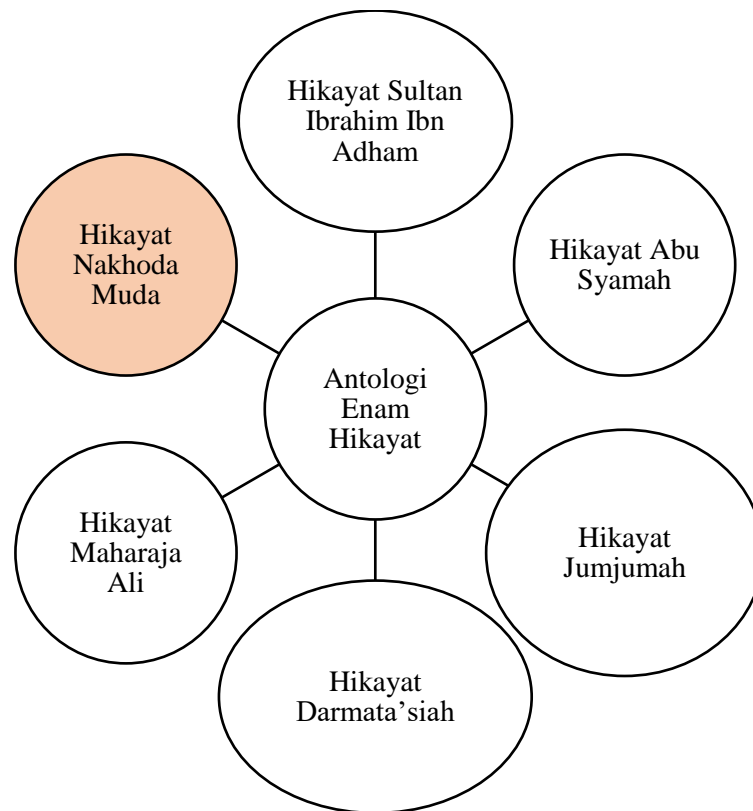 Hikayat Sultan
Ibrahim Ibn
Adham
Hikayat Abu
Syamah
Hikayat
Jumjumah
Hikayat
Darmata’siah
Hikayat
Maharaja
Ali
Hikayat
Nakhoda
Muda
Antologi
Enam
Hikayat